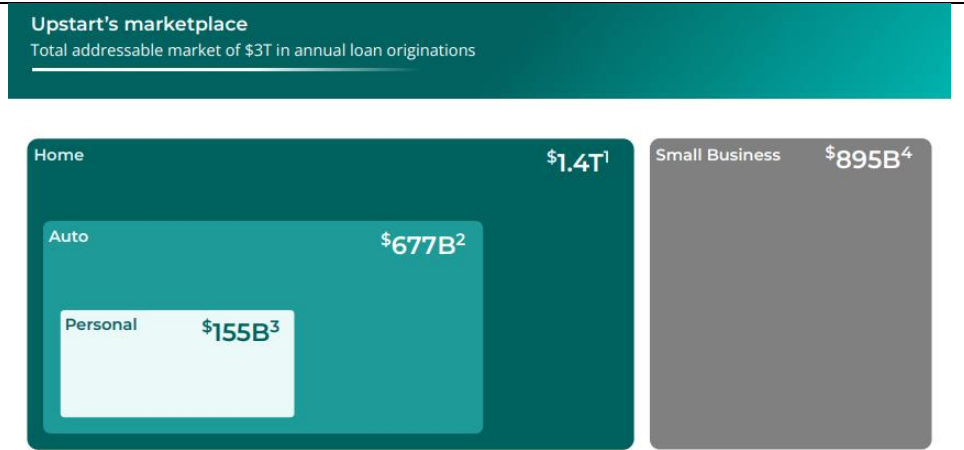 Upstart's marketplace
Total addressable market of $3T in annual loan originations
Home $1.4T¹ Small Business $895B⁴
Auto $677B²
Personal $155B³